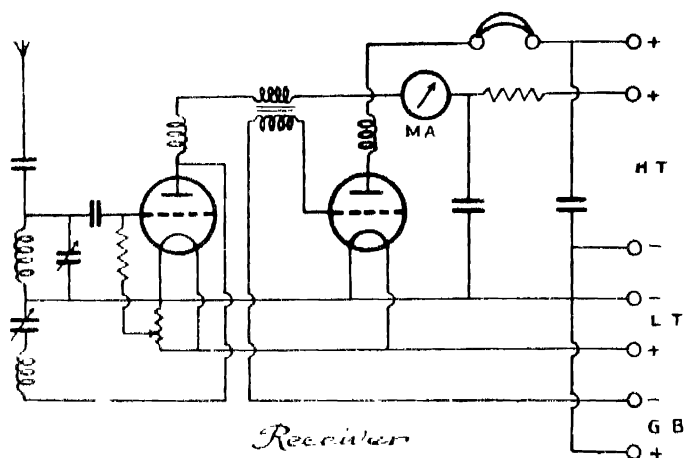 +
+
MA
H T
-
-
L T
+
-
G B
+
Receiver